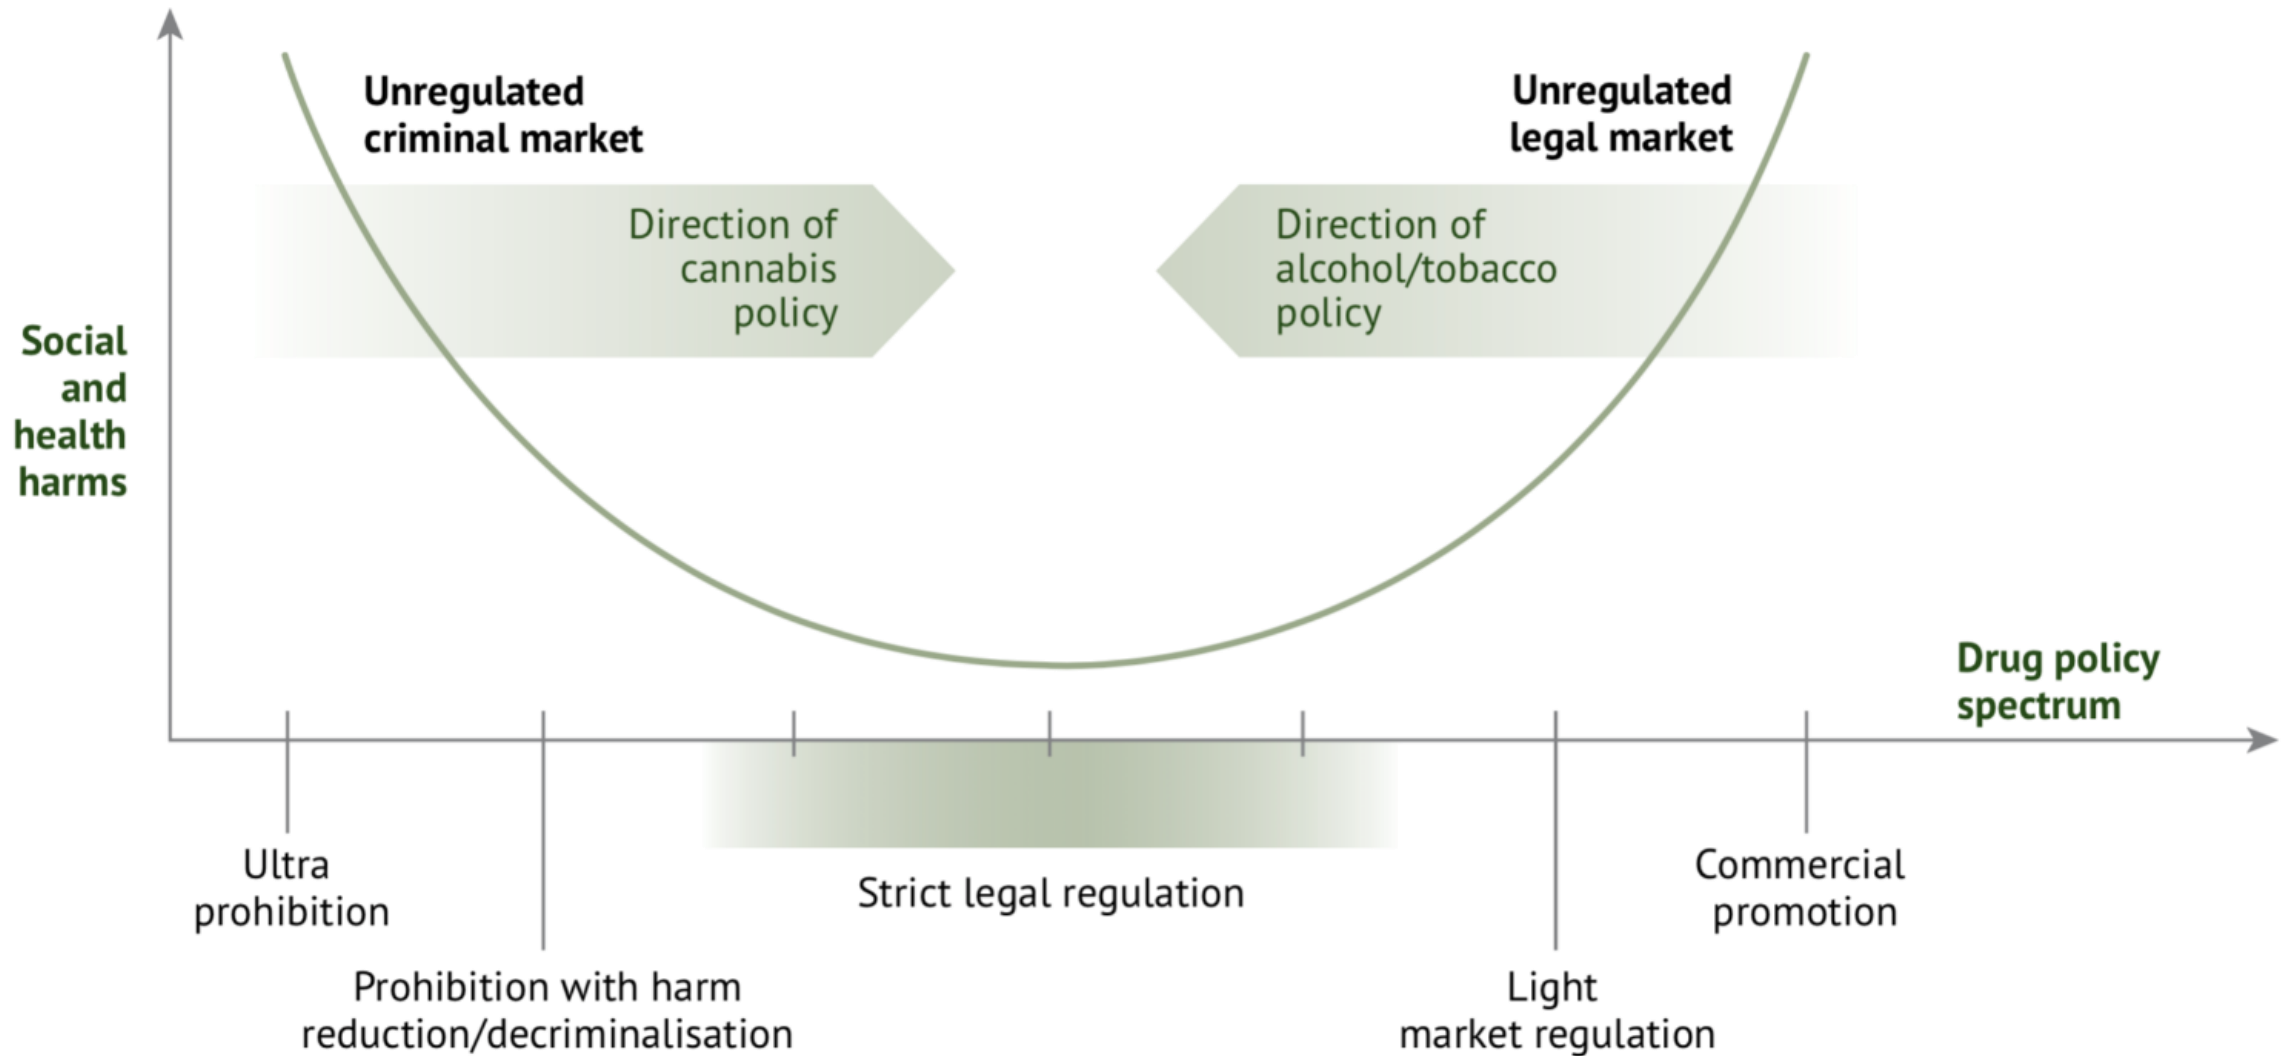 Unregulated
criminal market
Unregulated
legal market
Direction of
cannabis
policy
Direction of
alcohol/tobacco
policy
Social
and
health
harms
Drug policy
spectrum
Ultra
prohibition
Prohibition with harm
reduction/decriminalisation
Strict legal regulation
Light
market regulation
Commercial
promotion